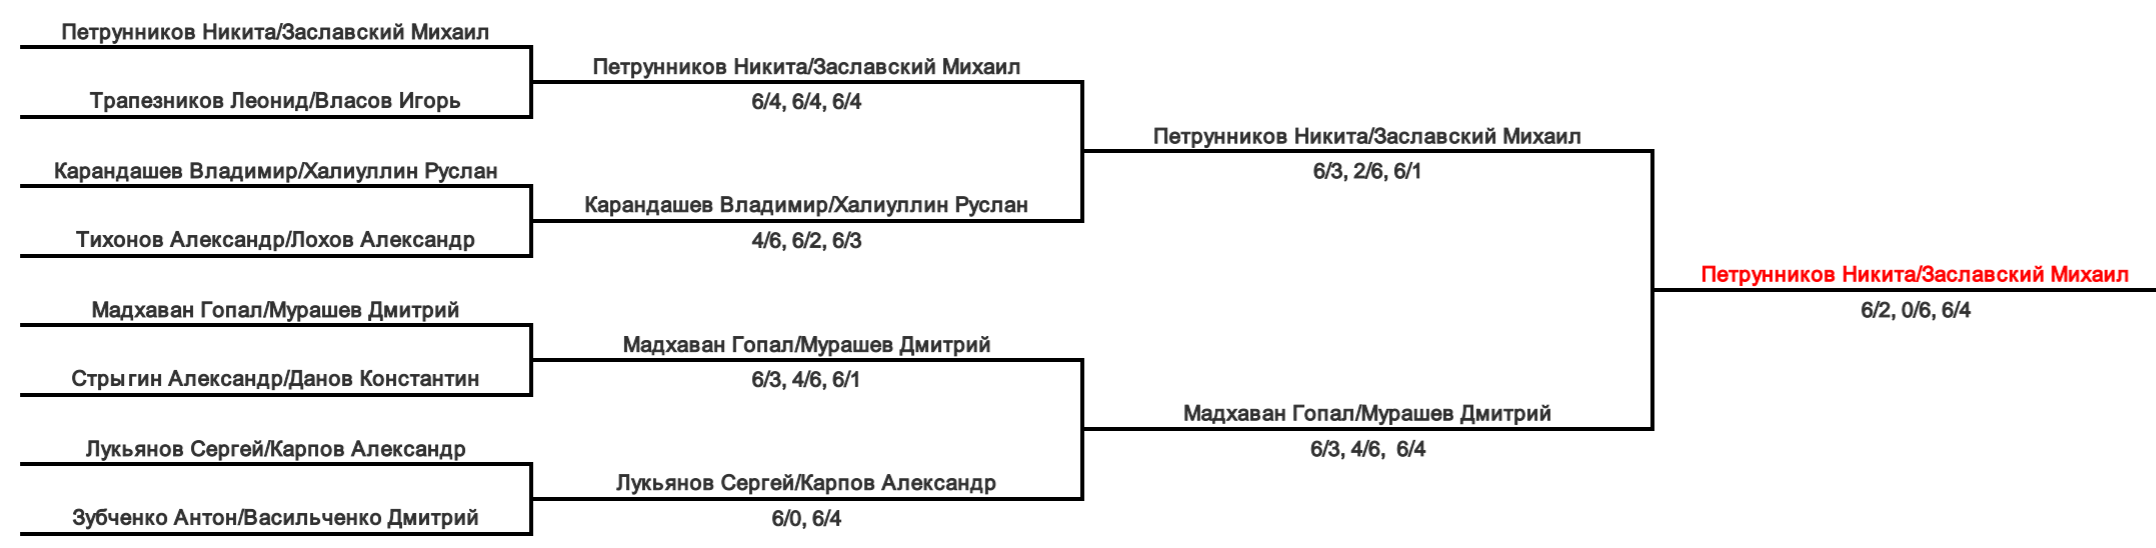 Петрунников Никита/Заславский Михаил
Трапезников Леонид/Власов Игорь
Карандашев Владимир/Халиуллин Руслан
Тихонов Александр/Лохов Александр
Мадхаван Гопал/Мурашев Дмитрий
Стрыгин Александр/Данов Константин
Лукьянов Сергей/Карпов Александр
Зубченко Антон/Васильченко Дмитрий
Петрунников Никита/Заславский Михаил
6/4, 6/4, 6/4
Карандашев Владимир/Халиуллин Руслан
4/6, 6/2, 6/3
Мадхаван Гопал/Мурашев Дмитрий
6/3, 4/6, 6/1
Лукьянов Сергей/Карпов Александр
6/0, 6/4
Петрунников Никита/Заславский Михаил
6/3, 2/6, 6/1
Мадхаван Гопал/Мурашев Дмитрий
6/3, 4/6, 6/4
Петрунников Никита/Заславский Михаил
6/2, 0/6, 6/4